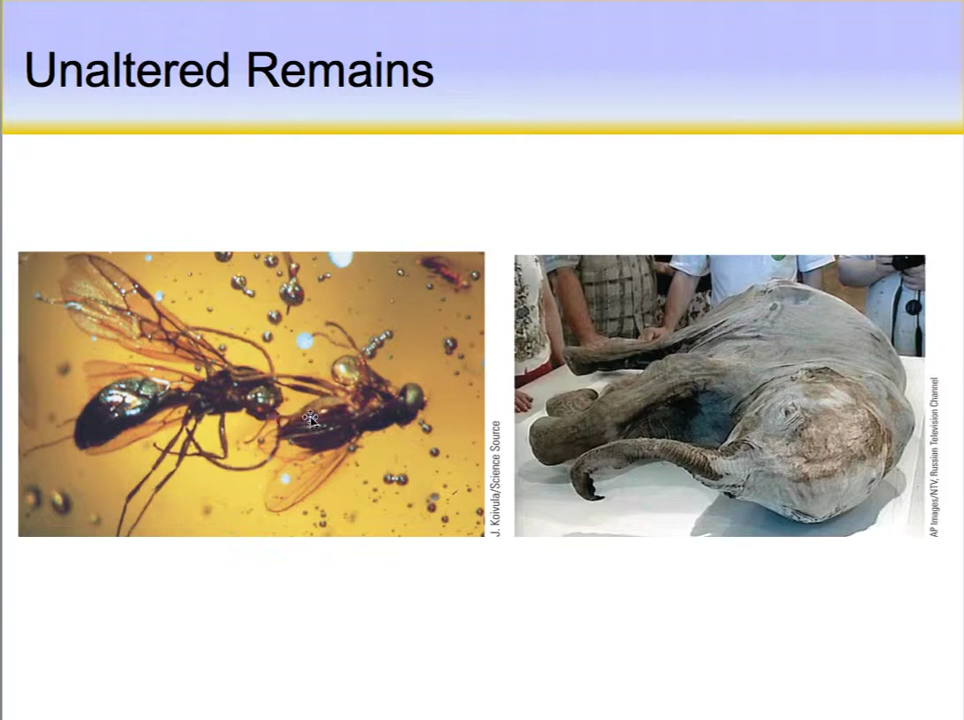 Unaltered Remains
J. Koivula/Science Source
AP Images/NTV, Russian Television Channel